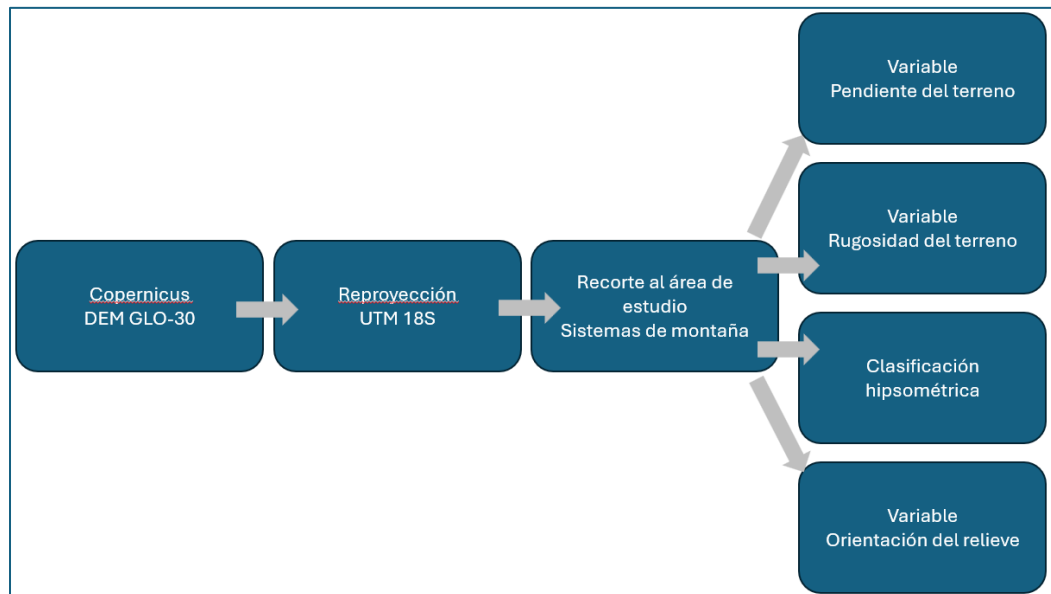 Copernicus
DEM GLO-30
Reproyección
UTM 18S
Recorte al área de
estudio
Sistemas de montaña
Variable
Pendiente del terreno
Variable
Rugosidad del terreno
Clasificación
hipsométrica
Variable
Orientación del relieve